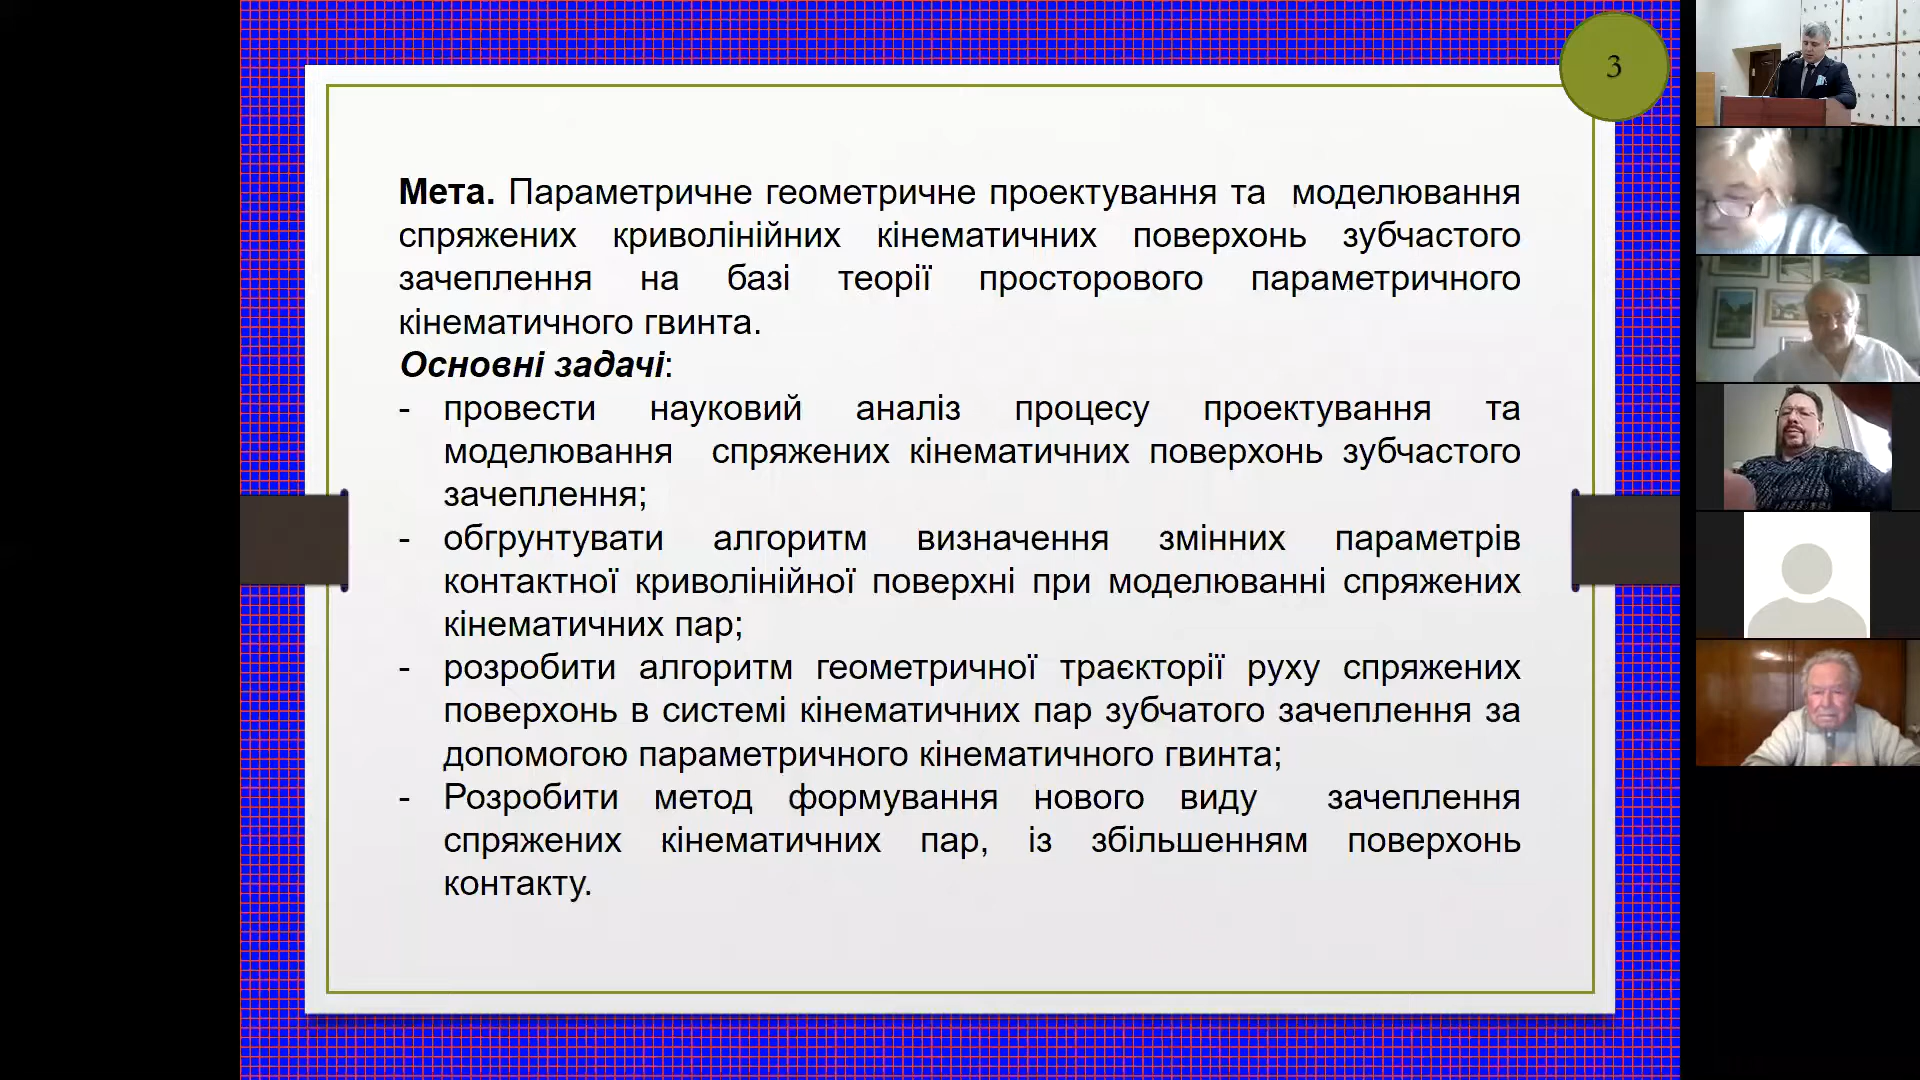 3
Мета. Параметричне геометричне проектування та моделювання
спряжених криволінійних кінематичних поверхонь зубчастого
зачеплення на базі теорії просторового параметричного
кінематичного гвинта.
Основні задачі:
- провести науковий аналіз процесу проектування та
моделювання спряжених кінематичних поверхонь зубчастого
зачеплення;
- обгрунтувати алгоритм визначення змінних параметрів
контактної криволінійної поверхні при моделюванні спряжених
кінематичних пар;
- розробити алгоритм геометричної траєкторії руху спряжених
поверхонь в системі кінематичних пар зубчатого зачеплення за
допомогою параметричного кінематичного гвинта;
- Розробити метод формування нового виду зачеплення
спряжених кінематичних пар, із збільшенням поверхонь
контакту.